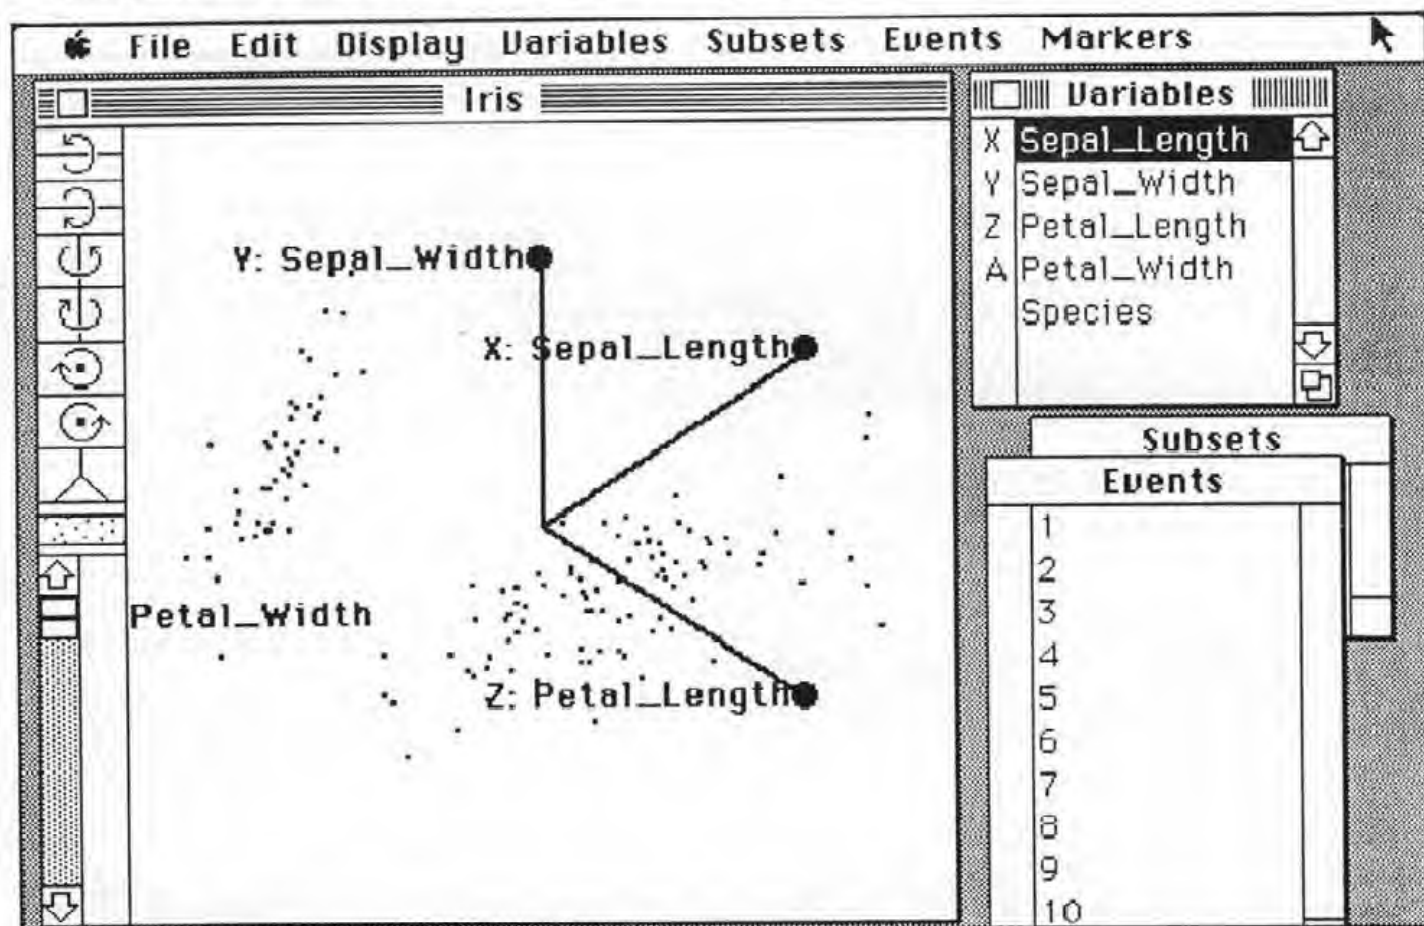 File Edit Display Variables Subsets Events Markers
Iris
Y: Sepal_Width
X: Sepal_Length
Petal_Width
Z: Petal_Length
Variables
X Sepal_Length
Y Sepal_Width
Z Petal_Length
A Petal_Width
Species
Subsets
Events
1
2
3
4
5
6
7
8
9
10